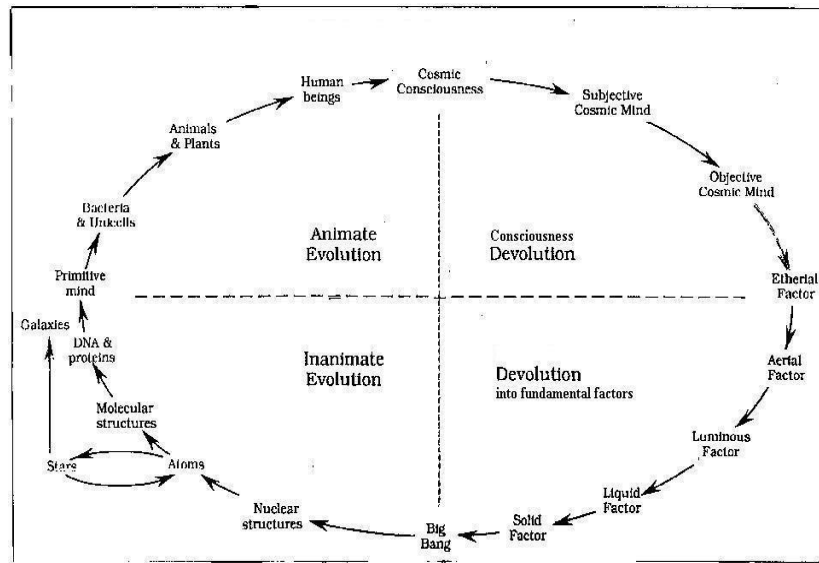 Cosmic
Consciousness
Subjective
Cosmic Mind
Objective
Cosmic Mind
Etherial
Factor
Aerial
Factor
Luminous
Factor
Liquid
Factor
Solid
Factor
Big
Bang
Nuclear
structures
Atoms
Stars
Galaxies
Molecular
structures
DNA &
proteins
Primitive
mind
Bacteria
& Unicells
Animals
& Plants
Human
beings
Animate
Evolution
Consciousness
Devolution
Inanimate
Evolution
Devolution
into fundamental factors